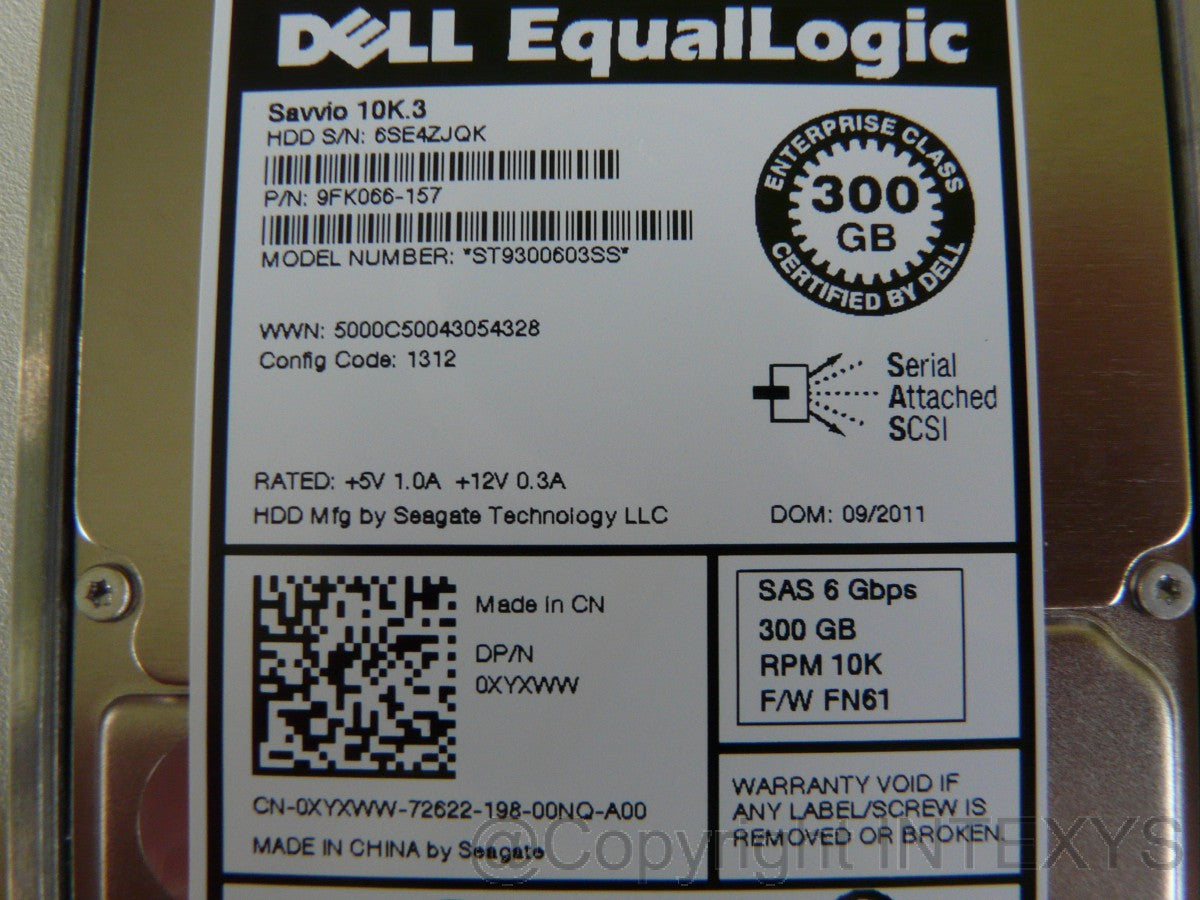 DELL EqualLogic
Savvio 10K.3
HDD S/N: 6SE4ZJQK
P/N: 9FK066-157
MODEL NUMBER: *ST9300603SS*
ENTERPRISE CLASS
300
GB
CERTIFIED BY DELL
WWN: 5000C50043054328
Config Code: 1312
Serial
Attached
SCSI
RATED: +5V 1.0A +12V 0.3A
HDD Mfg by Seagate Technology LLC
DOM: 09/2011
Made in CN
DP/N
0XYXWW
CN-0XYXWW-72622-198-00NQ-A00
MADE IN CHINA by Seagate
SAS 6 Gbps
300 GB
RPM 10K
F/W FN61
WARRANTY VOID IF
ANY LABEL/SCREW IS
REMOVED OR BROKEN.
@Copyright INTEXYS